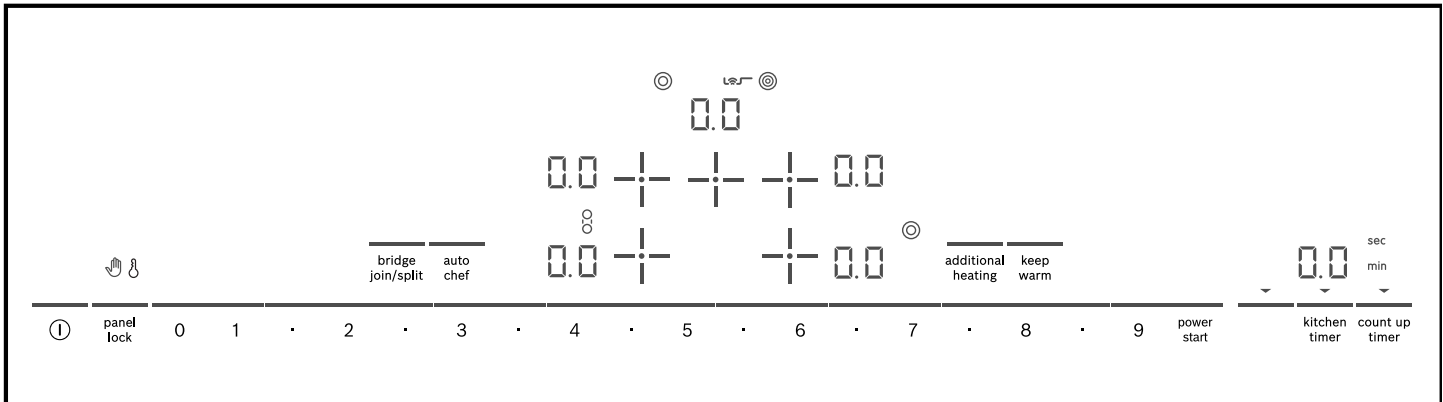 0.0
0.0
0.0
0.0
0.0
bridge
join/split
auto
chef
additional
heating
keep
warm
0.0
sec
min
panel
lock
0 1 · 2 · 3 · 4 · 5 · 6 · 7 · 8 · 9
power
start
kitchen
timer
count up
timer